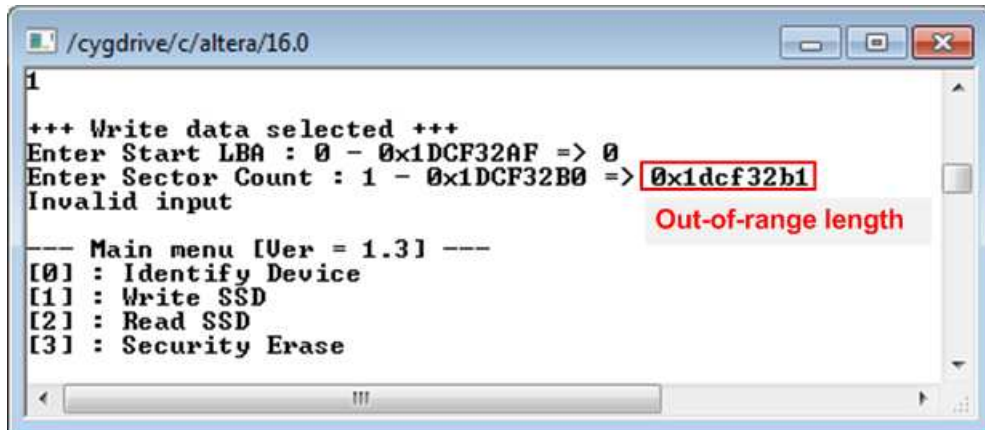 /cygdrive/c/altera/16.0
1
+++ Write data selected +++
Enter Start LBA : 0 - 0x1DCF32AF => 0
Enter Sector Count : 1 - 0x1DCF32B0 => 0x1dcf32b1
Invalid input
Out-of-range length
--- Main menu [Ver = 1.3] ---
[0] : Identify Device
[1] : Write SSD
[2] : Read SSD
[3] : Security Erase